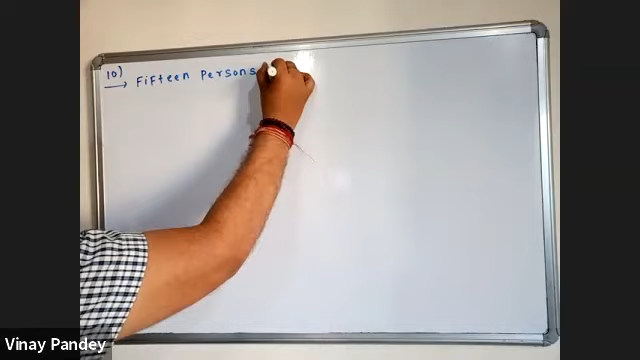 10)
→ Fifteen Persons
Vinay Pandey